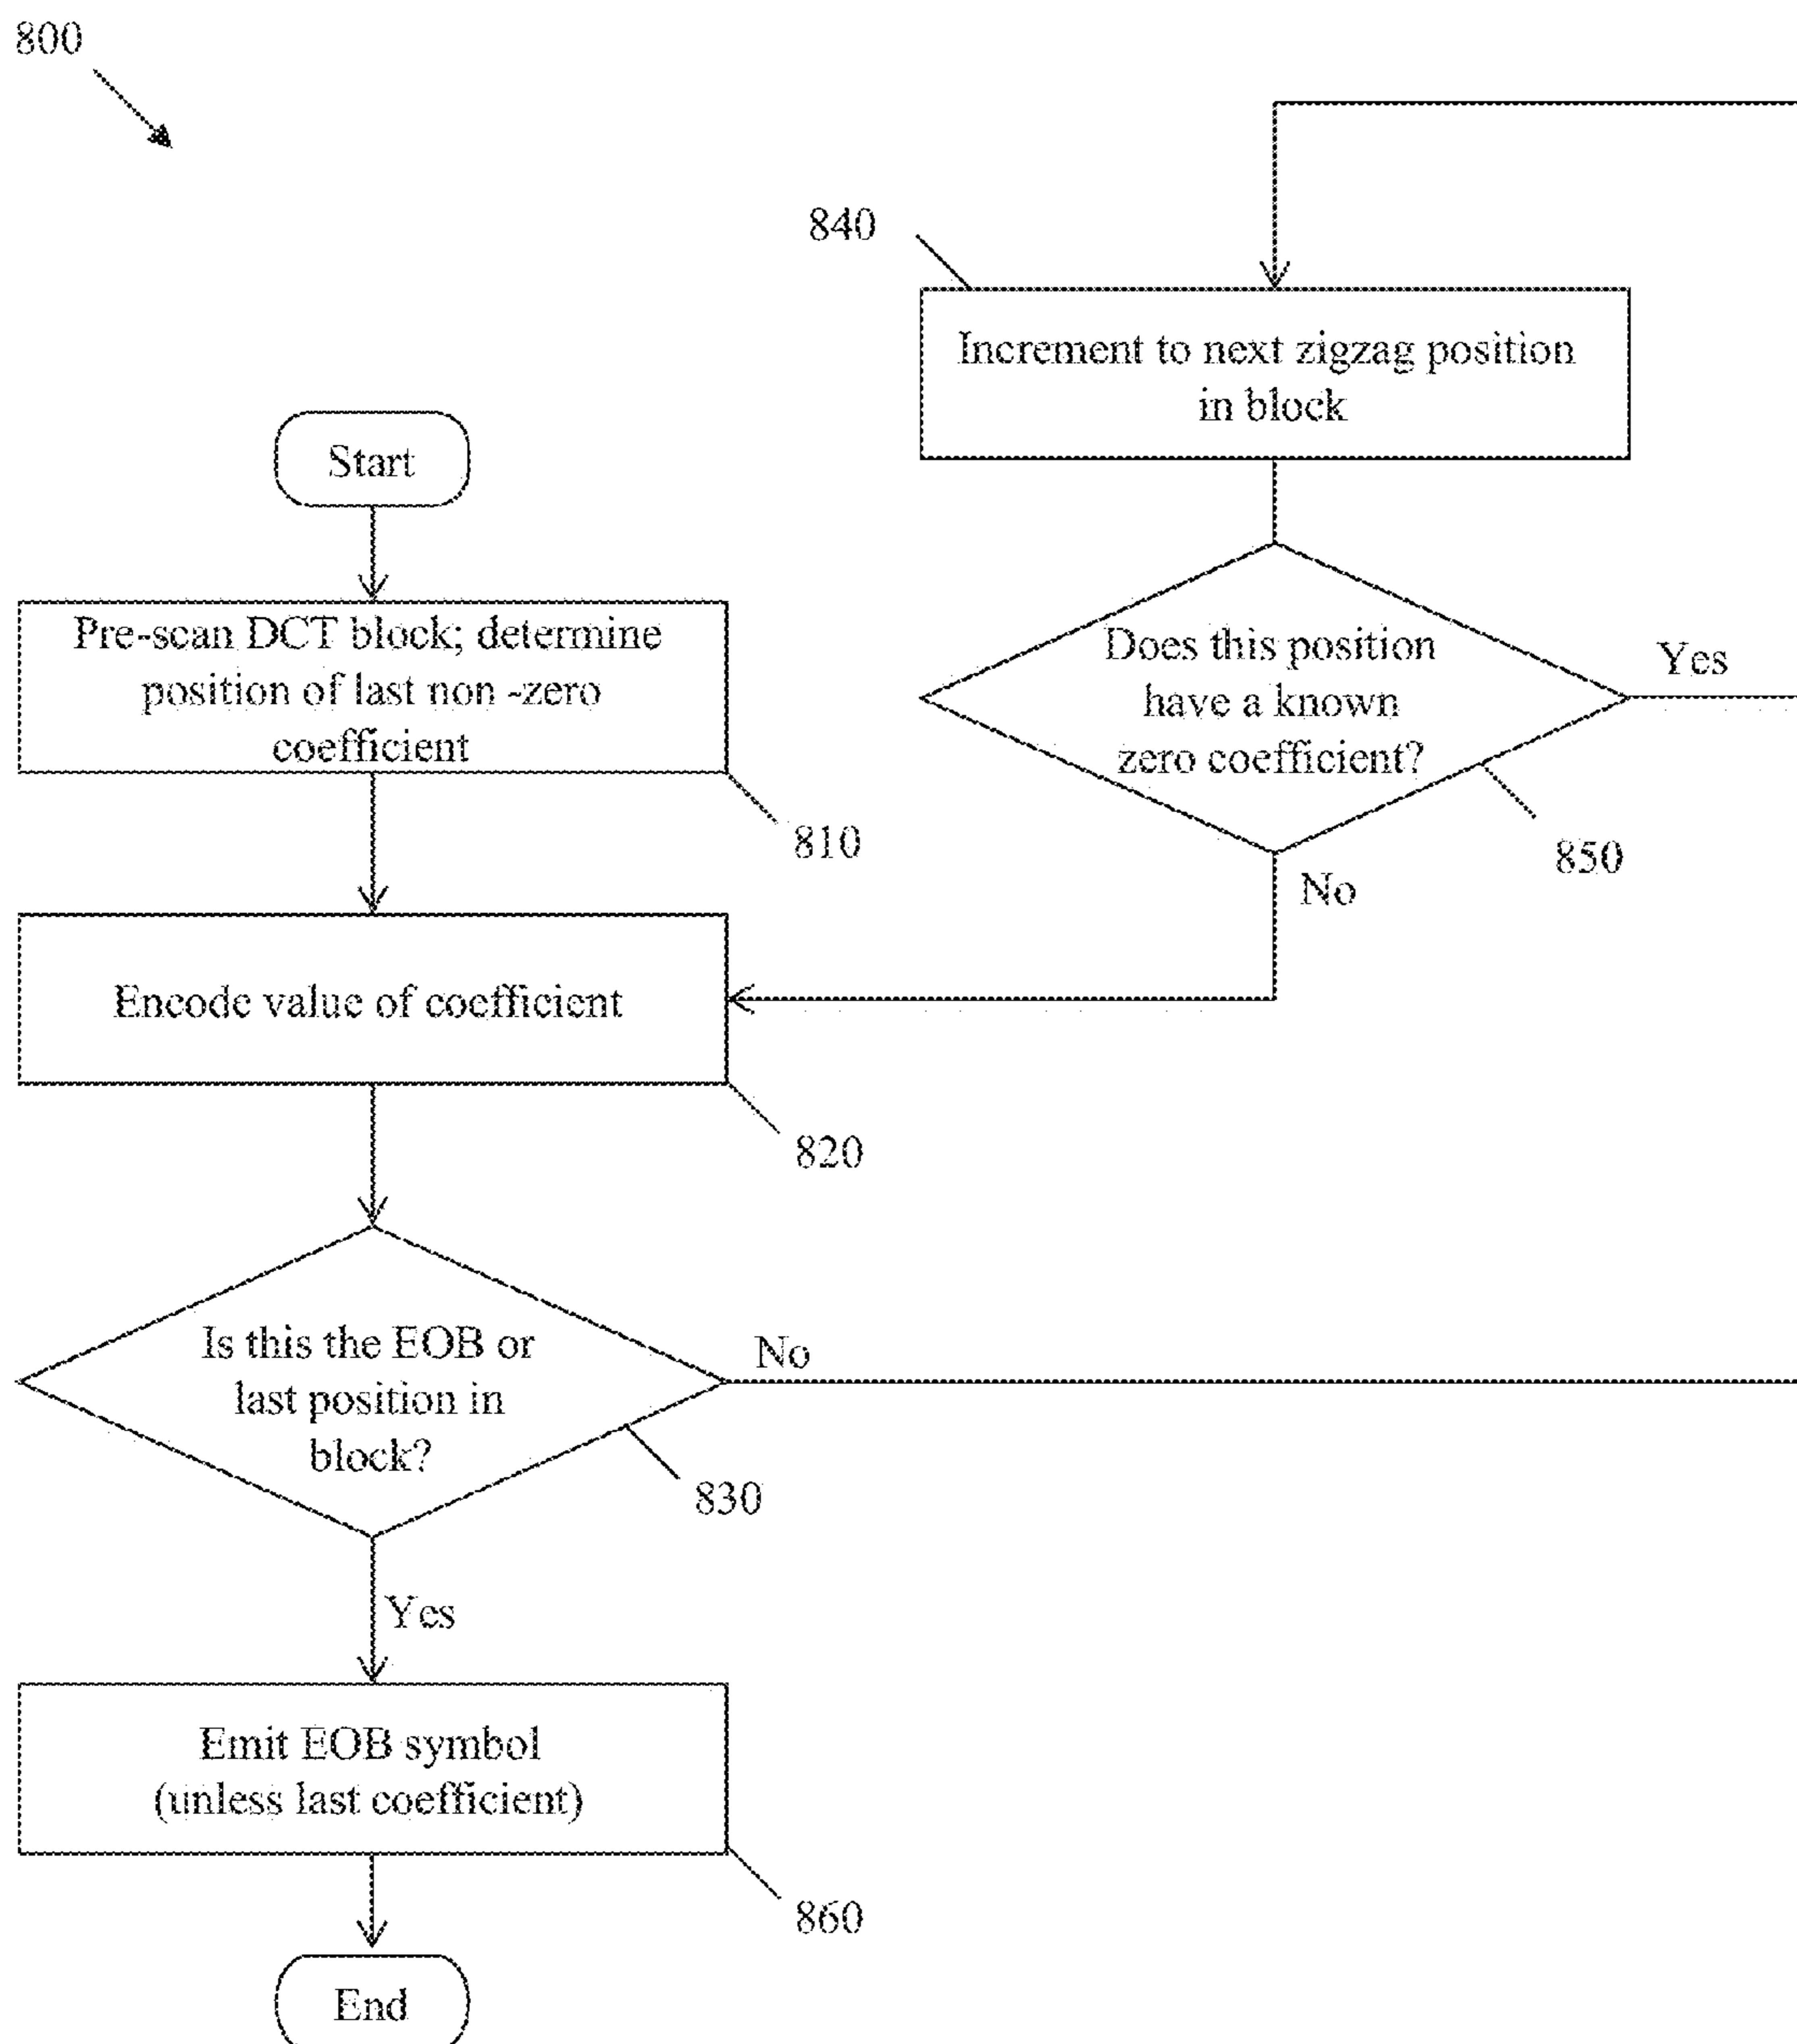 800
Start
Pre-scan DCT block; determine
position of last non -zero
coefficient
810
Encode value of coefficient
820
Is this the EOB or
last position in
block?
No
830
Yes
Emit EOB symbol
(unless last coefficient)
860
End
840
Increment to next zigzag position
in block
Does this position
have a known
zero coefficient?
Yes
850
No